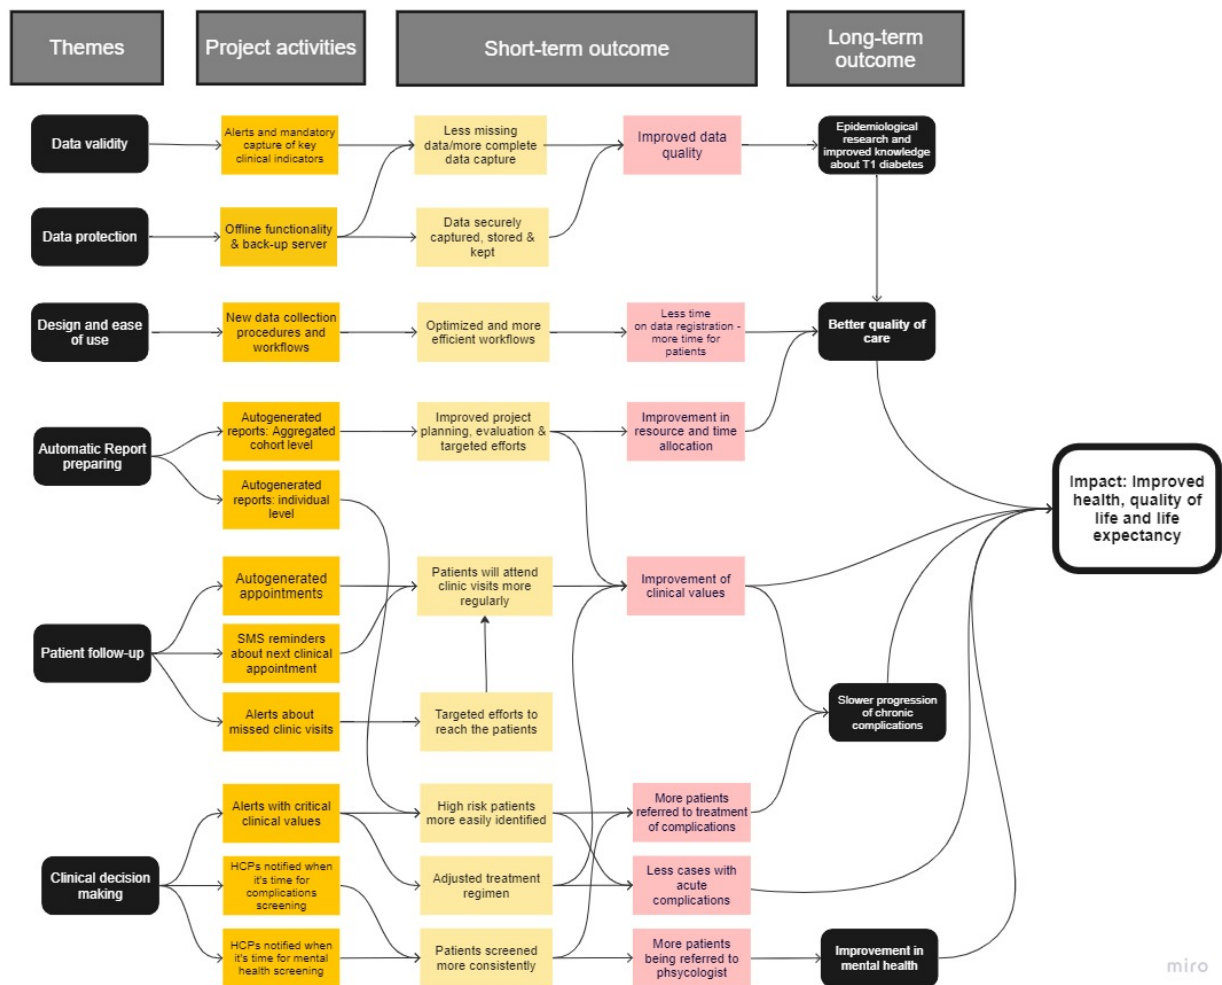 Themes
Project activities
Short-term outcome
Long-term
outcome
Data validity
Alerts and mandatory
capture of key
clinical indicators
Less missing
data/more complete
data capture
Improved data
quality
Epidemiological
research and
improved knowledge
about T1 diabetes
Data protection
Offline functionality
& back-up server
Data securely
captured, stored &
kept
Design and ease
of use
New data collection
procedures and
workflows
Optimized and more
efficient workflows
Less time
on data registration -
more time for
patients
Better quality of
care
Automatic Report
preparing
Autogenerated
reports: Aggregated
cohort level
Improved project
planning, evaluation &
targeted efforts
Improvement in
resource and time
allocation
Autogenerated
reports: individual
level
Impact: Improved
health, quality of
life and life
expectancy
Patient follow-up
Autogenerated
appointments
Patients will attend
clinic visits more
regularly
Improvement of
clinical values
SMS reminders
about next clinical
appointment
Alerts about
missed clinic visits
Targeted efforts to
reach the patients
Slower progression
of chronic
complications
Clinical decision
making
Alerts with critical
clinical values
High risk patients
more easily identified
More patients
referred to treatment
of complications
HCPs notified when
it's time for
complications
screening
Adjusted treatment
regimen
Less cases with
acute
complications
HCPs notified when
it's time for mental
health screening
Patients screened
more consistently
More patients
being referred to
phsycologist
Improvement in
mental health
miro